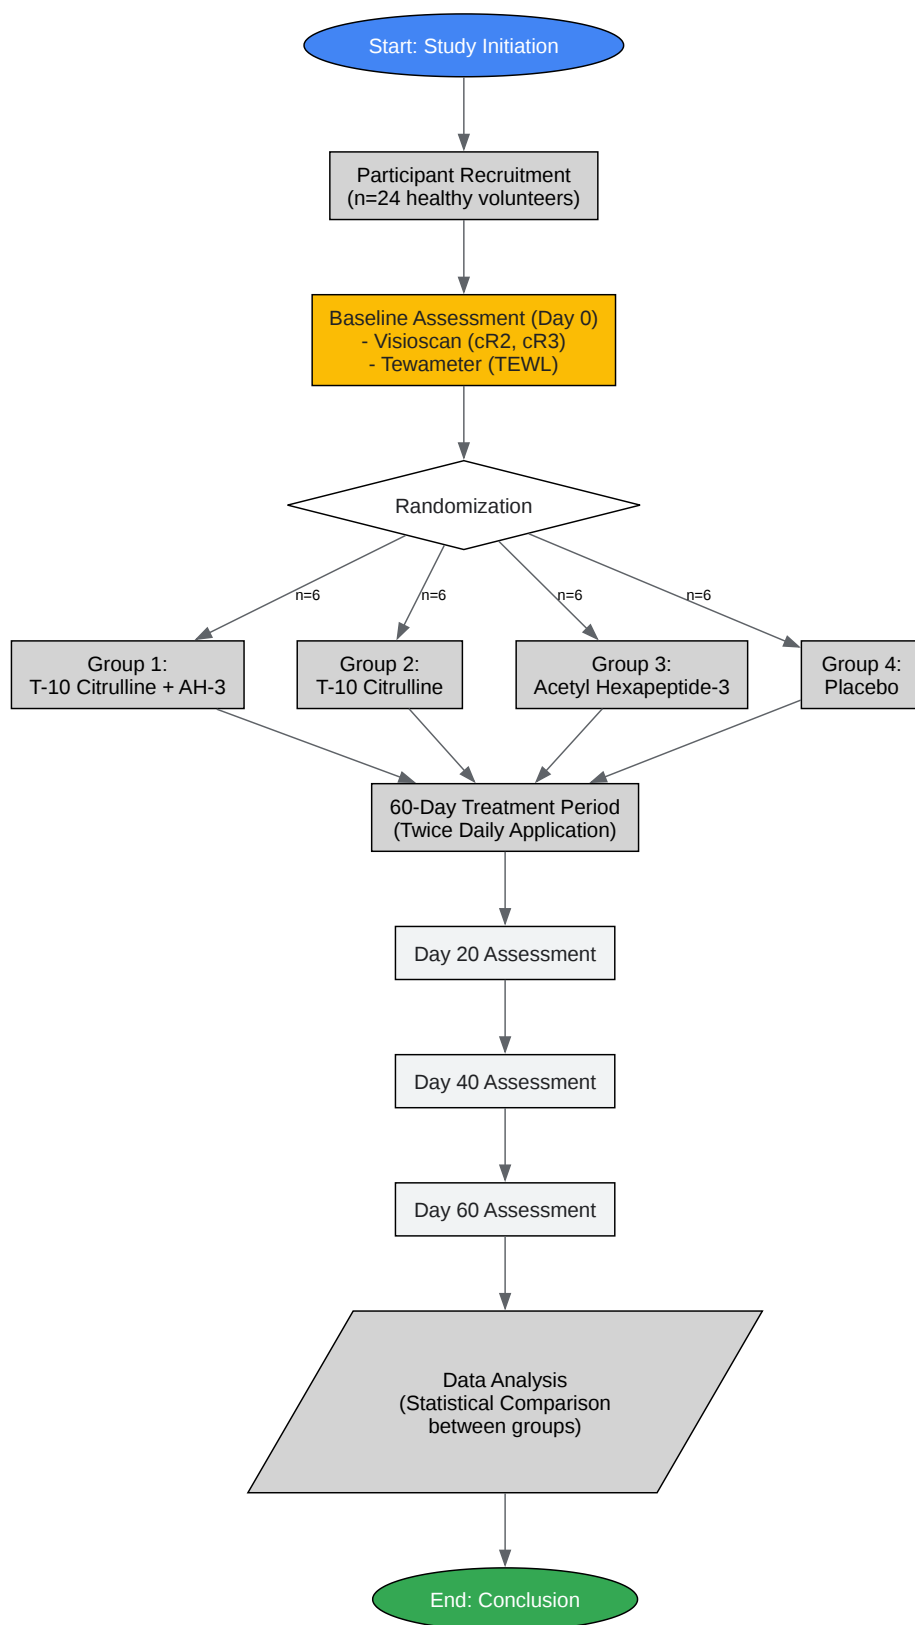 Start: Study Initiation
Participant Recruitment
(n=24 healthy volunteers)
Baseline Assessment (Day 0)
- Visioscan (cR2, cR3)
- Tewameter (TEWL)
Randomization
n=6
n=6
n=6
n=6
Group 1:
T-10 Citrulline + AH-3
Group 2:
T-10 Citrulline
Group 3:
Acetyl Hexapeptide-3
Group 4:
Placebo
60-Day Treatment Period
(Twice Daily Application)
Day 20 Assessment
Day 40 Assessment
Day 60 Assessment
Data Analysis
(Statistical Comparison
between groups)
End: Conclusion